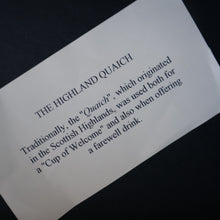 THE HIGHLAND QUAICH
Traditionally, the "Quaich", which originated
in the Scottish Highlands, was used both for
a "Cup of Welcome" and also when offering
a farewell drink.